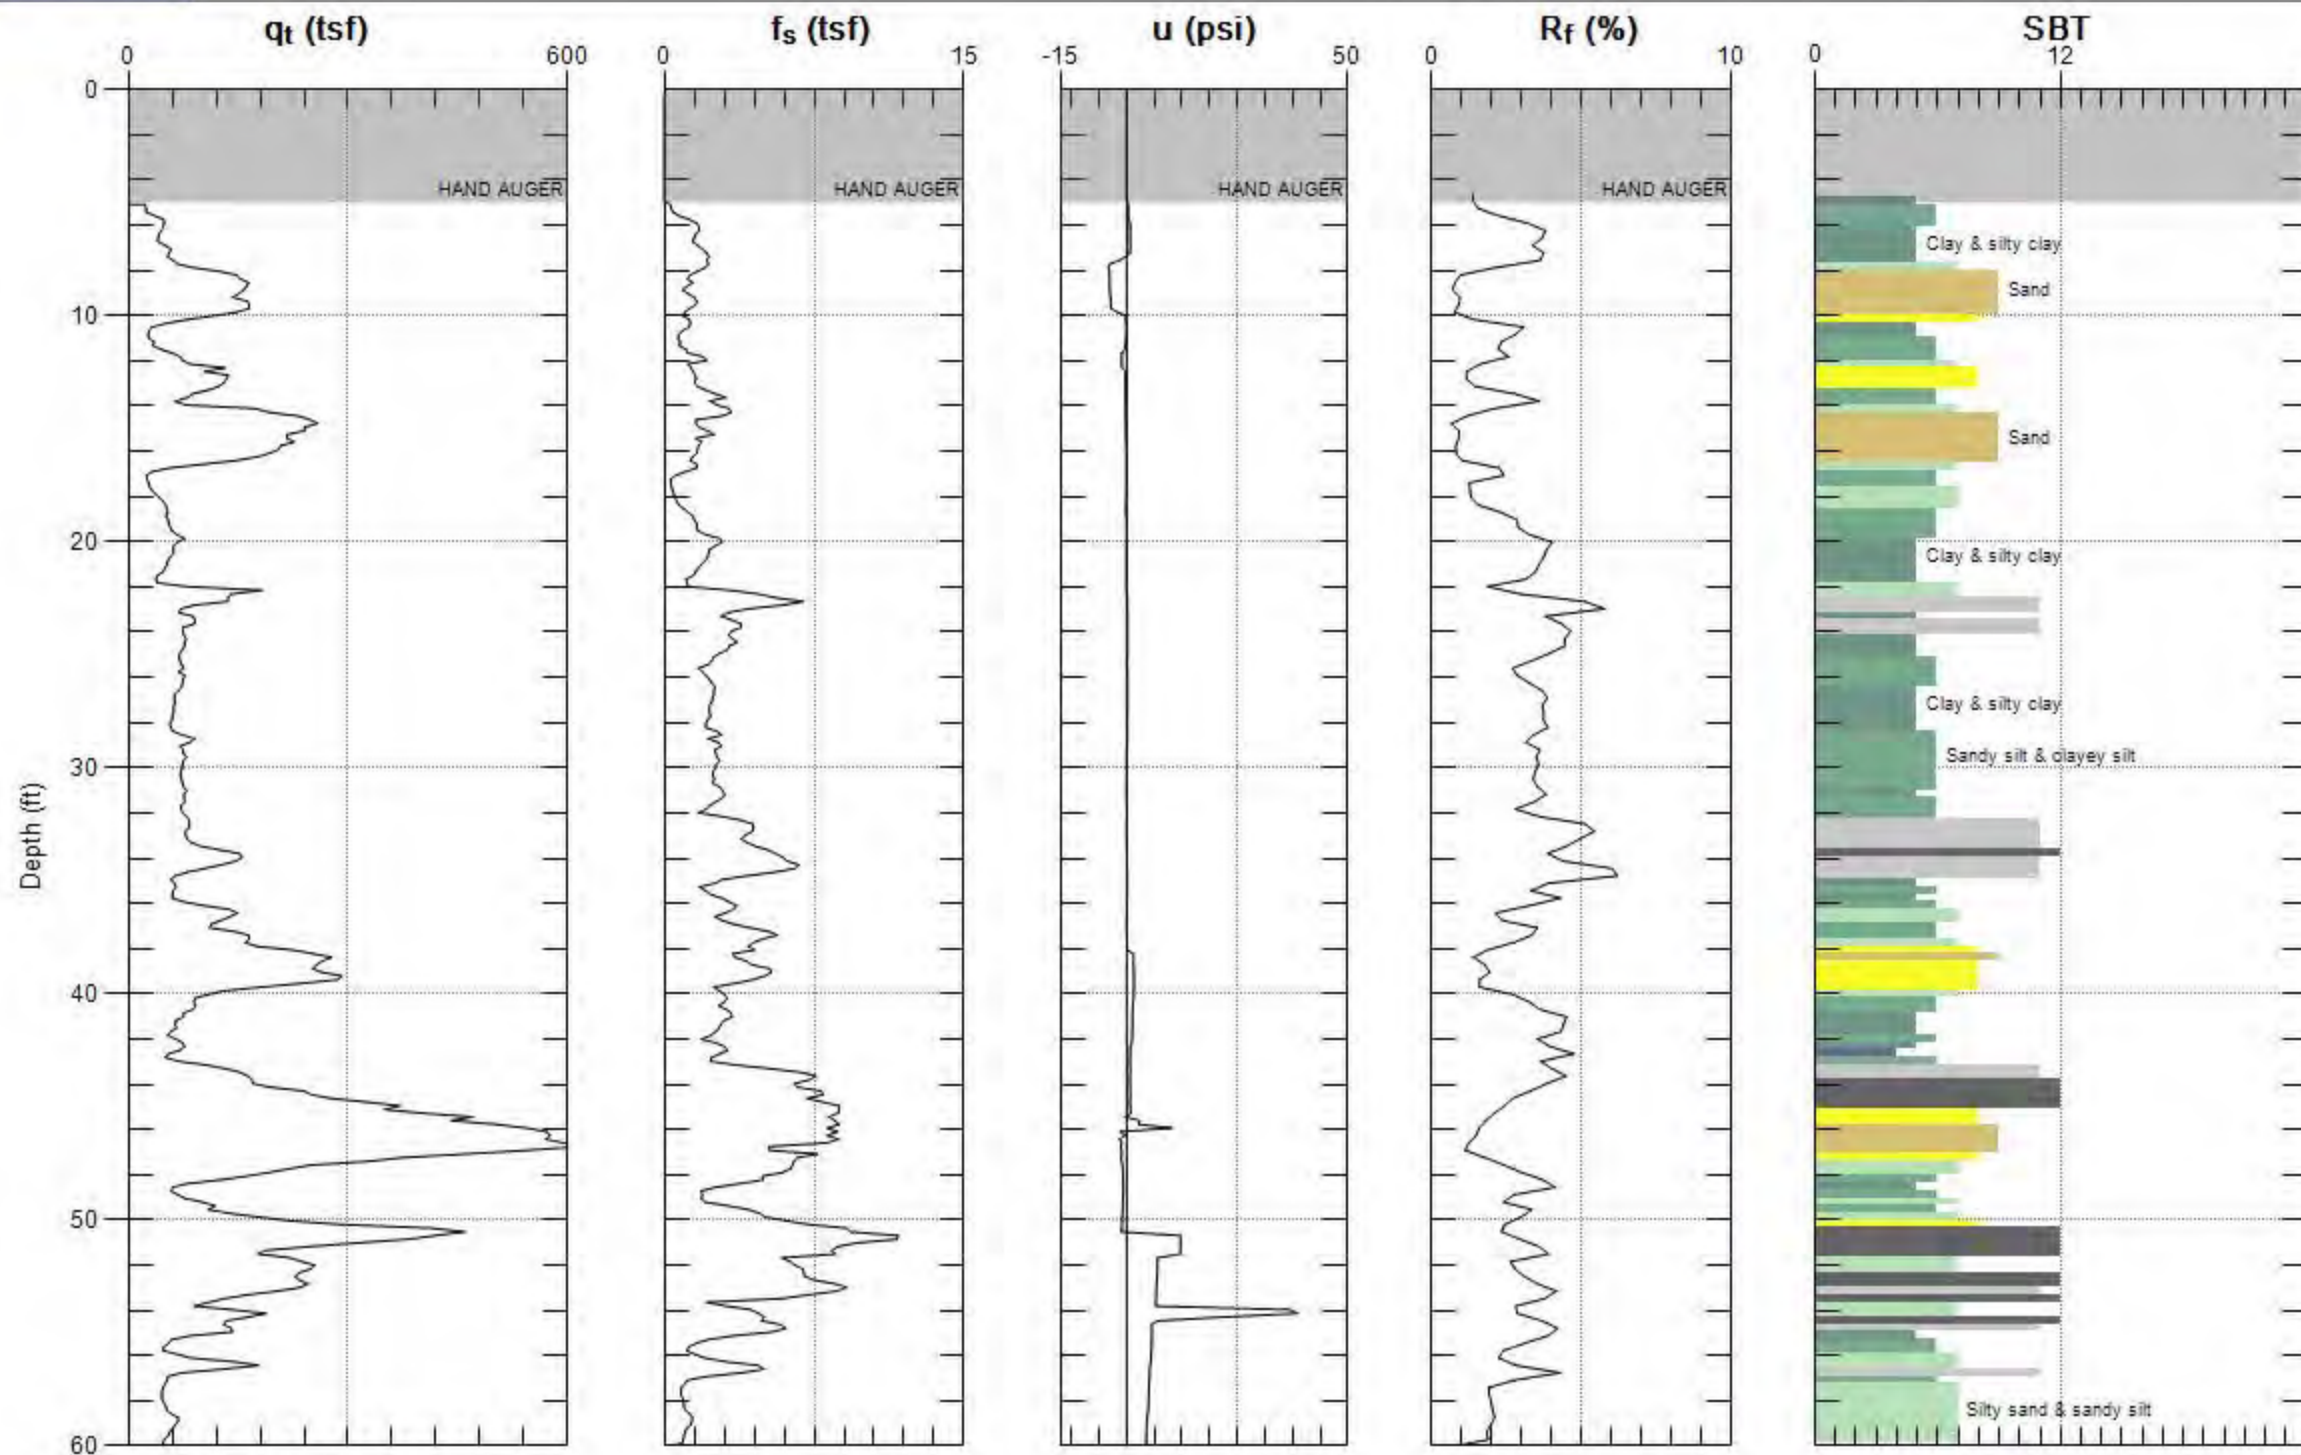 qt (tsf) fs (tsf) u (psi) Rf (%) SBT
0 600 0 15 -15 50 0 10 0 12
0
HAND AUGER HAND AUGER HAND AUGER HAND AUGER
Clay & silty clay
Sand
10
Sand
20
Clay & silty clay
Clay & silty clay
Sandy silt & clayey silt
30
Depth (ft)
40
50
Silty sand & sandy silt
60